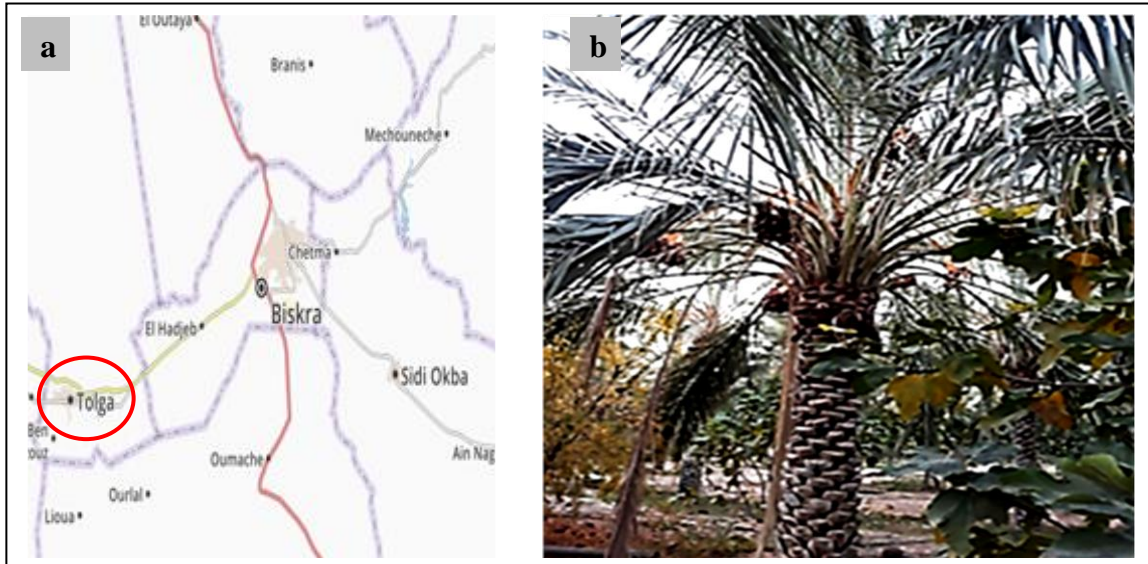 a
El Outaya
Branis
Mechouneche
Chetma
Biskra
El Hadjeb
Sidi Okba
Tolga
Ben
ouz
Oumache
Ain Nag
Ourlal
Lioua
b